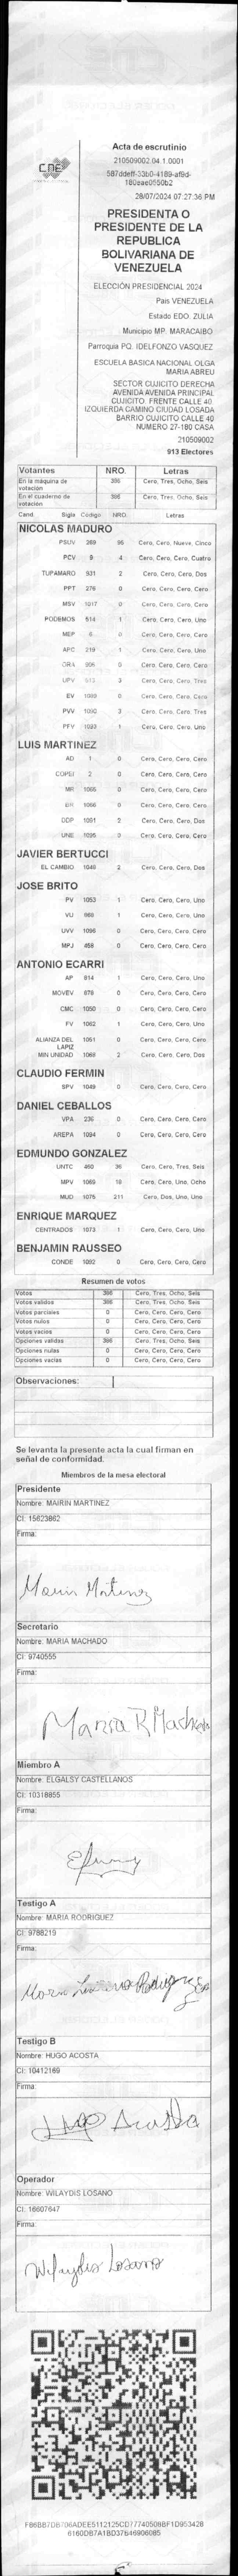 CNE
Acta de escrutinio
210509002.04.1.0001
28/07/2024 07:27:36 PM
PRESIDENTA O
PRESIDENTE DE LA
REPUBLICA
BOLIVARIANA DE
VENEZUELA
ELECCIÓN PRESIDENCIAL 2024
Pais VENEZUELA
Estado EDO. ZULIA
Municipio MP. MARACAIBO
Parroquia PQ. IDELFONZO VASQUEZ
ESCUELA BASICA NACIONAL OLGA
MARIA ABREU
SECTOR CUJICITO DERECHA
AVENIDA AVENIDA PRINCIPAL
CUJICITO. FRENTE CALLE 40
IZQUIERDA CAMINO CIUDAD LOSADA
BARRIO CUJICITO CALLE 40
NUMERO 27-180 CASA
210509002
913 Electores
Votantes NRO. Letras
En la máquina de votación 386 Cero, Tres, Ocho, Seis
En el cuaderno de votación 386 Cero, Tres, Ocho, Seis
Cand. Sigla Código NRO. Letras
NICOLAS MADURO
PSUV 269 95 Cero, Cero, Nueve, Cinco
PCV 9 4 Cero, Cero, Cero, Cuatro
TUPAMARO 931 2 Cero, Cero, Cero, Dos
PPT 276 0 Cero, Cero, Cero, Cero
MSV 1017 0 Cero, Cero, Cero, Cero
PODEMOS 514 1 Cero, Cero, Cero, Uno
MEP 6 0 Cero, Cero, Cero, Cero
APC 219 1 Cero, Cero, Cero, Uno
ORA 906 0 Cero, Cero, Cero, Cero
UPV 513 3 Cero, Cero, Cero, Tres
EV 0 Cero, Cero, Cero, Cero
PVV 1090 3 Cero, Cero, Cero, Tres
PFV 1093 1 Cero, Cero, Cero, Uno
LUIS MARTINEZ
AD 1 0 Cero, Cero, Cero, Cero
COPEI 2 0 Cero, Cero, Cero, Cero
MR 0 Cero, Cero, Cero, Cero
BR 1066 0 Cero, Cero, Cero, Cero
DDP 1091 2 Cero, Cero, Cero, Dos
UNE 1095 0 Cero, Cero, Cero, Cero
JAVIER BERTUCCI
EL CAMBIO 1049 2 Cero, Cero, Cero, Dos
JOSE BRITO
PV 1053 1 Cero, Cero, Cero, Uno
VU 969 1 Cero, Cero, Cero, Uno
UVV 1096 0 Cero, Cero, Cero, Cero
MPJ 858 0 Cero, Cero, Cero, Cero
ANTONIO ECARRI
AP 814 1 Cero, Cero, Cero, Uno
MOVEV 879 0 Cero, Cero, Cero, Cero
CMC 1050 0 Cero, Cero, Cero, Cero
FV 1062 1 Cero, Cero, Cero, Uno
ALIANZA DEL LAPIZ 1051 0 Cero, Cero, Cero, Cero
MIN UNIDAD 1068 2 Cero, Cero, Cero, Dos
CLAUDIO FERMIN
SPV 1048 0 Cero, Cero, Cero, Cero
DANIEL CEBALLOS
VPA 236 0 Cero, Cero, Cero, Cero
AREPA 1094 0 Cero, Cero, Cero, Cero
EDMUNDO GONZALEZ
UNTC 460 36 Cero, Cero, Tres, Seis
MPV 1069 18 Cero, Cero, Uno, Ocho
MUD 1075 211 Cero, Dos, Uno, Uno
ENRIQUE MARQUEZ
CENTRADOS 1073 1 Cero, Cero, Cero, Uno
BENJAMIN RAUSSEO
CONDE 1092 0 Cero, Cero, Cero, Cero
Resumen de votos
Votos 386 Cero, Tres, Ocho, Seis
Votos validos 386 Cero, Tres, Ocho, Seis
Votos parciales 0 Cero, Cero, Cero, Cero
Votos nulos 0 Cero, Cero, Cero, Cero
Votos vacios 0 Cero, Cero, Cero, Cero
Opciones validas 386 Cero, Tres, Ocho, Seis
Opciones nulas 0 Cero, Cero, Cero, Cero
Opciones vacias 0 Cero, Cero, Cero, Cero
Observaciones:
Se levanta la presente acta la cual firman en
señal de conformidad.
Miembros de la mesa electoral
Presidente
Nombre: MAIRIN MARTINEZ
CI: 15623862
Firma:
Mairin Martinez
Secretario
Nombre: MARIA MACHADO
CI: 9740555
Firma:
Maria R Machado
Miembro A
Nombre: ELGALSY CASTELLANOS
CI: 10318855
Firma:
Testigo A
Nombre: MARIA RODRIGUEZ
CI: 9788219
Firma:
Testigo B
Nombre: HUGO ACOSTA
CI: 10412169
Firma:
Hugo Acosta
Operador
Nombre: WILAYDIS LOSANO
CI: 16607647
Firma:
Wilaydis Losano